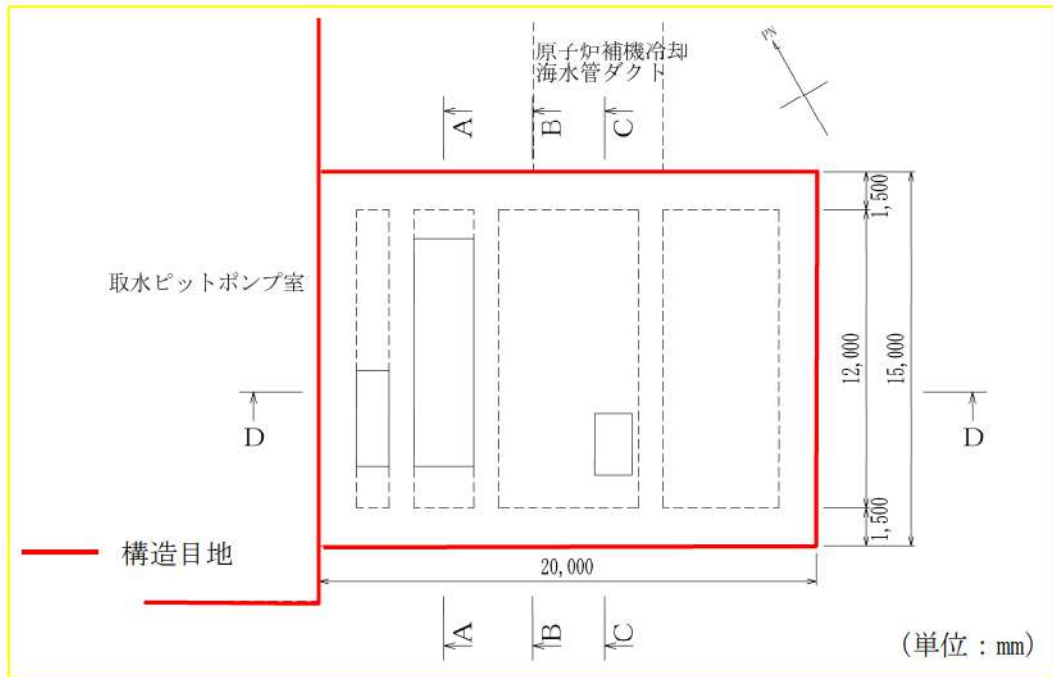 原子炉補機冷却
海水管ダクト
PN
A
B
C
1,500
取水ピットポンプ室
12,000
15,000
D
D
1,500
構造目地
20,000
A
B
C
(単位：mm)